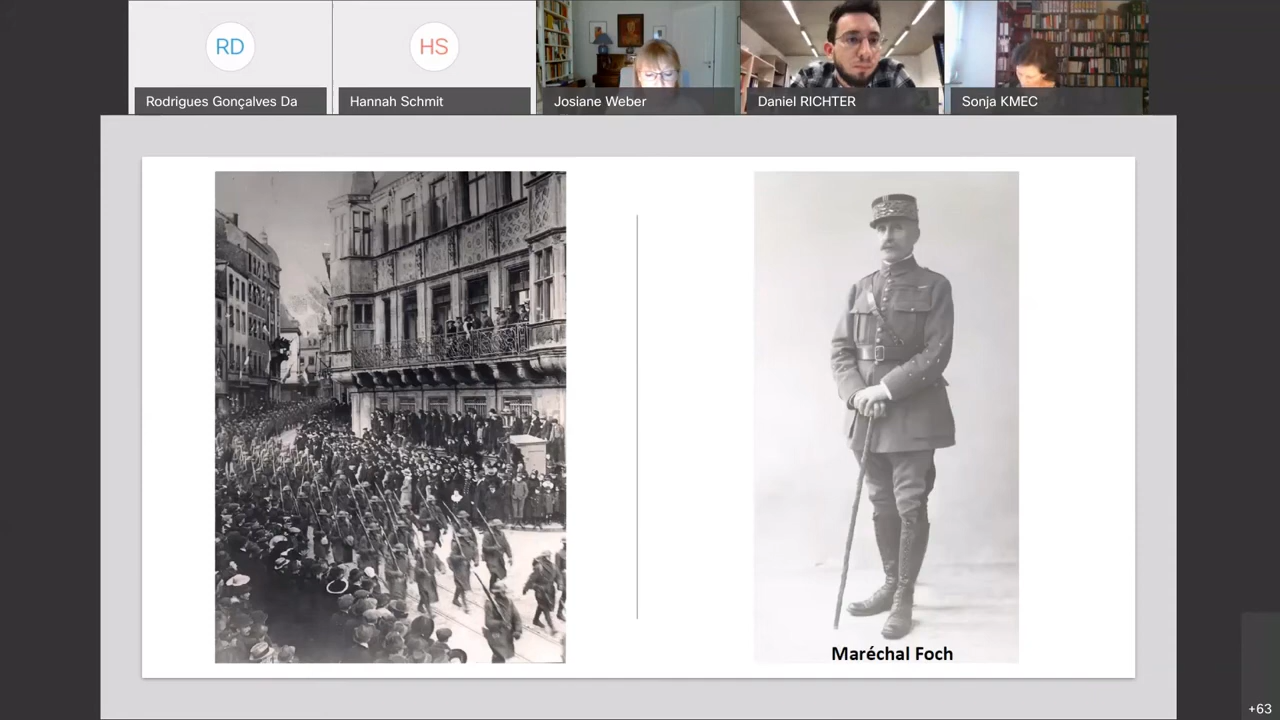 RD
HS
Rodrigues Gonçalves Da
Hannah Schmit
Josiane Weber
Daniel RICHTER
Sonja KMEC
Maréchal Foch
+63